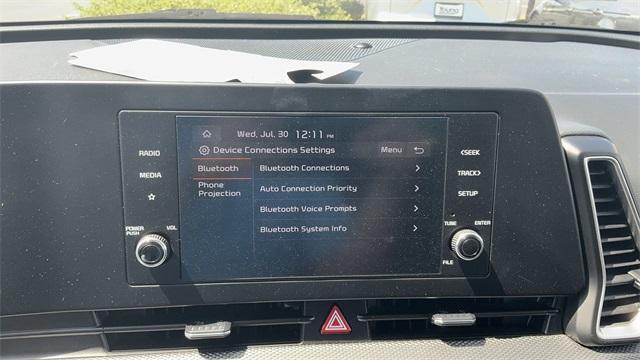 Young
Wed, Jul. 30 12:11 PM
Device Connections Settings Menu
Bluetooth
Phone
Projection
Bluetooth Connections >
Auto Connection Priority >
Bluetooth Voice Prompts >
Bluetooth System Info >
RADIO
MEDIA
POWER
PUSH
VOL
<SEEK
TRACK>
SETUP
TUNE
ENTER
FILE